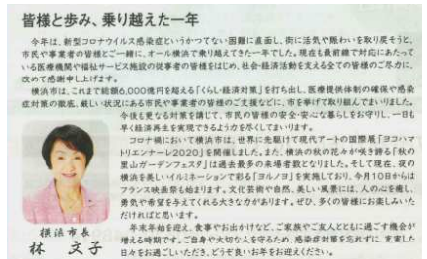 皆様と歩み、乗り越えた一年
今年は、新型コロナウイルス感染症というかつてない困難に直面し、街に活気や賑わいを取り戻そうと、
市民や事業者の皆様とご一緒に、オール横浜で乗り越えてきた一年でした。現在も最前線で対応にあたって
いる医療機関や福祉サービス施設の従事者の皆様をはじめ、社会・経済活動を支える全ての皆様のご尽力に、
改めて感謝申し上げます。
横浜市は、これまで総額6,000億円を超える「くらし・経済対策」を打ち出し、医療提供体制の確保や感染
症対策の徹底、厳しい状況にある市民や事業者の皆様のご支援などに、市を挙げて取り組んでまいりました。
今後も更なる対策を講じて、市民の皆様の安全・安心な暮らしをお守りし、一日も
早く経済再生を実現できるよう力を尽くしてまいります。
コロナ禍において横浜市は、世界に先駆けて現代アートの国際展「ヨコハマ
トリエンナーレ2020」を開催しました。また、横浜の秋の花々が咲き誇る「秋の
里山ガーデンフェスタ」は過去最多の来場者数となりました。そして現在、夜の
横浜を美しいイルミネーションで彩る「ヨルノヨ」を実施しており、今月10日からは
フランス映画祭も始まります。文化芸術や自然、美しい風景には、人の心を癒し、
勇気や希望を与えてくれる大きな力があります。ぜひ、多くの皆様にお楽しみいた
だければと思います。
年末年始を迎え、食事やお出かけなど、ご家族やご友人とともに過ごす機会が
増える時期です。ご自身や大切な人を守るため、感染症対策を忘れずに、充実した
日々をお過ごしいただき、どうぞ良いお年をお迎えください。
横浜市長
林 文子